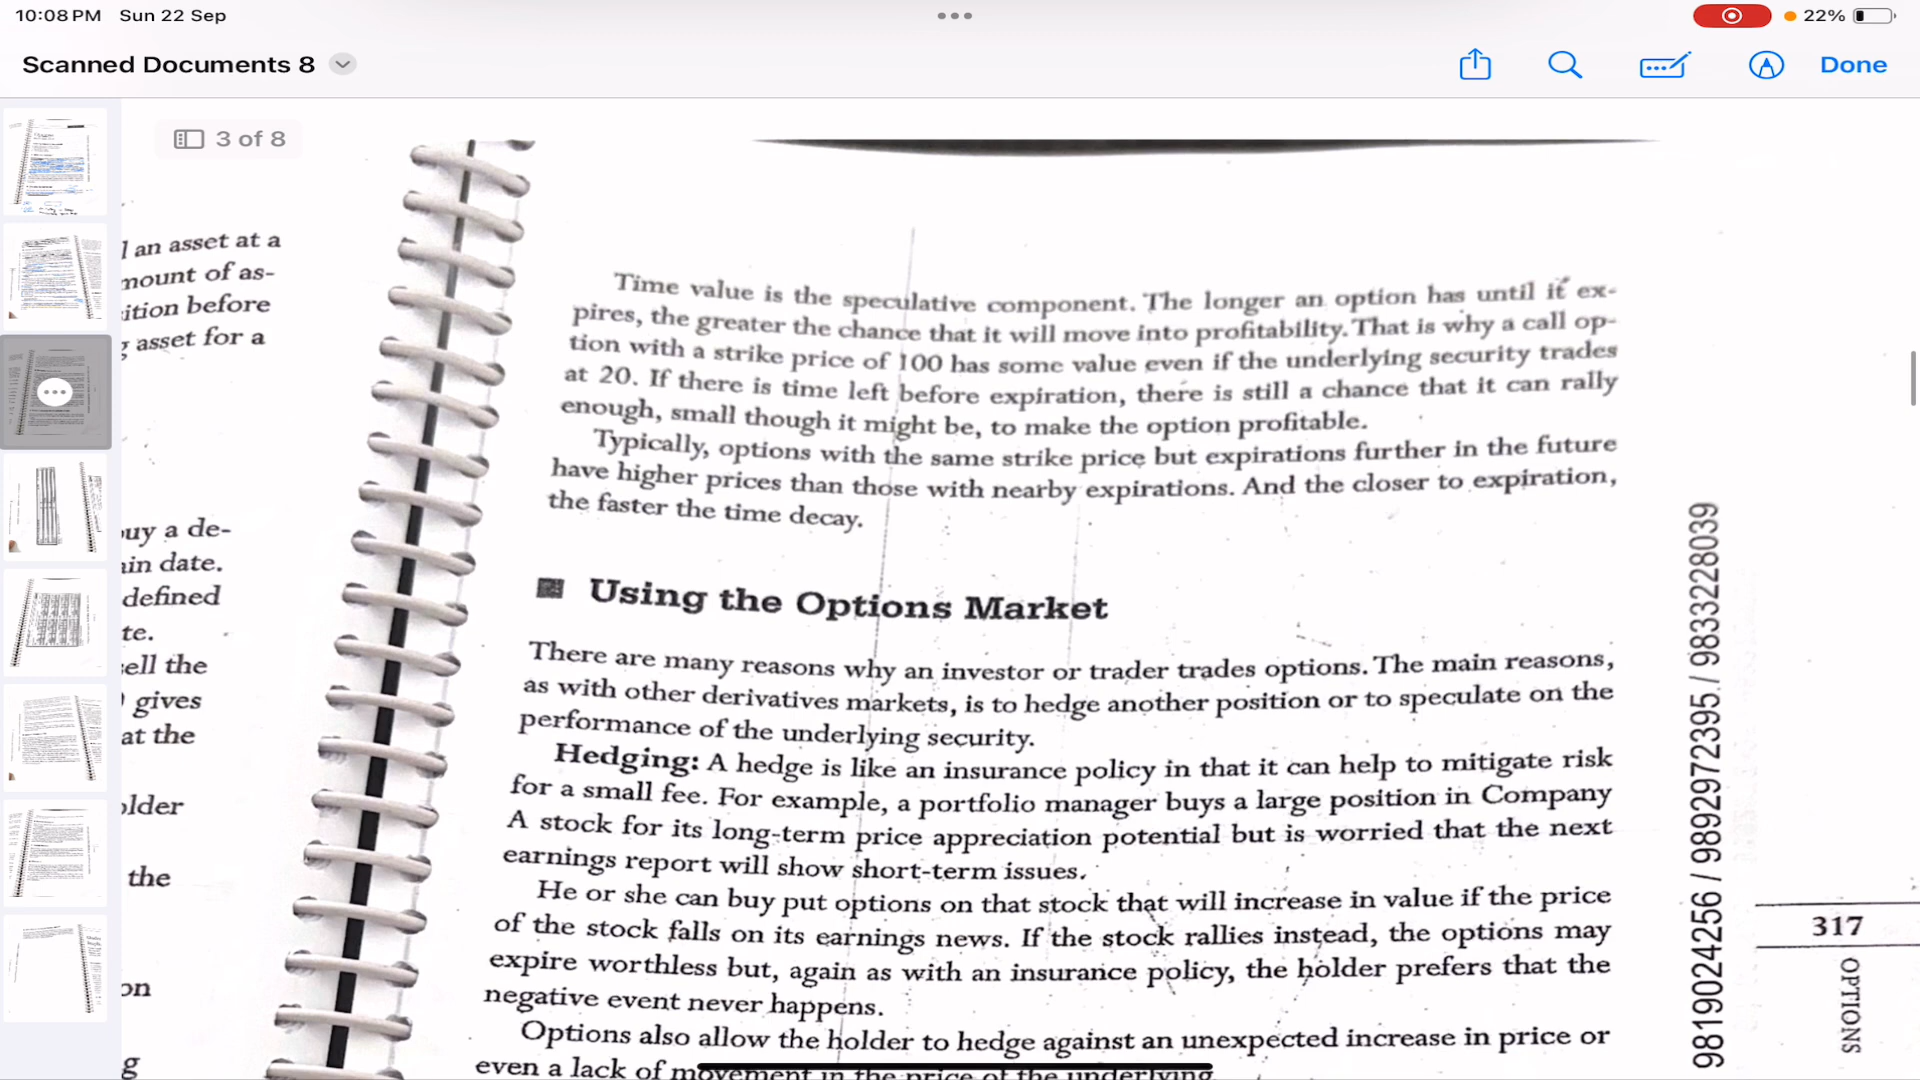 10:08 PM Sun 22 Sep
22%
Scanned Documents 8
Done
3 of 8
an asset at a
mount of as-
ition before
asset for a
uy a de-
in date.
defined
te.
ell the
gives
at the
older
the
on
g
Time value is the speculative component. The longer an option has until it ex-
pires, the greater the chance that it will move into profitability. That is why a call op-
tion with a strike price of 100 has some value even if the underlying security trades
at 20. If there is time left before expiration, there is still a chance that it can rally
enough, small though it might be, to make the option profitable.
Typically, options with the same strike price but expirations further in the future
have higher prices than those with nearby expirations. And the closer to expiration,
the faster the time decay.
Using the Options Market
There are many reasons why an investor or trader trades options. The main reasons,
as with other derivatives markets, is to hedge another position or to speculate on the
performance of the underlying security.
Hedging: A hedge is like an insurance policy in that it can help to mitigate risk
for a small fee. For example, a portfolio manager buys a large position in Company
A stock for its long-term price appreciation potential but is worried that the next
earnings report will show short-term issues.
He or she can buy put options on that stock that will increase in value if the price
of the stock falls on its earnings news. If the stock rallies instead, the options may
expire worthless but, again as with an insurance policy, the holder prefers that the
negative event never happens.
Options also allow the holder to hedge against an unexpected increase in price or
even a lack of movement in the price of the underlying
9819024256 / 9892972395 / 9833228039
317
OPTIONS